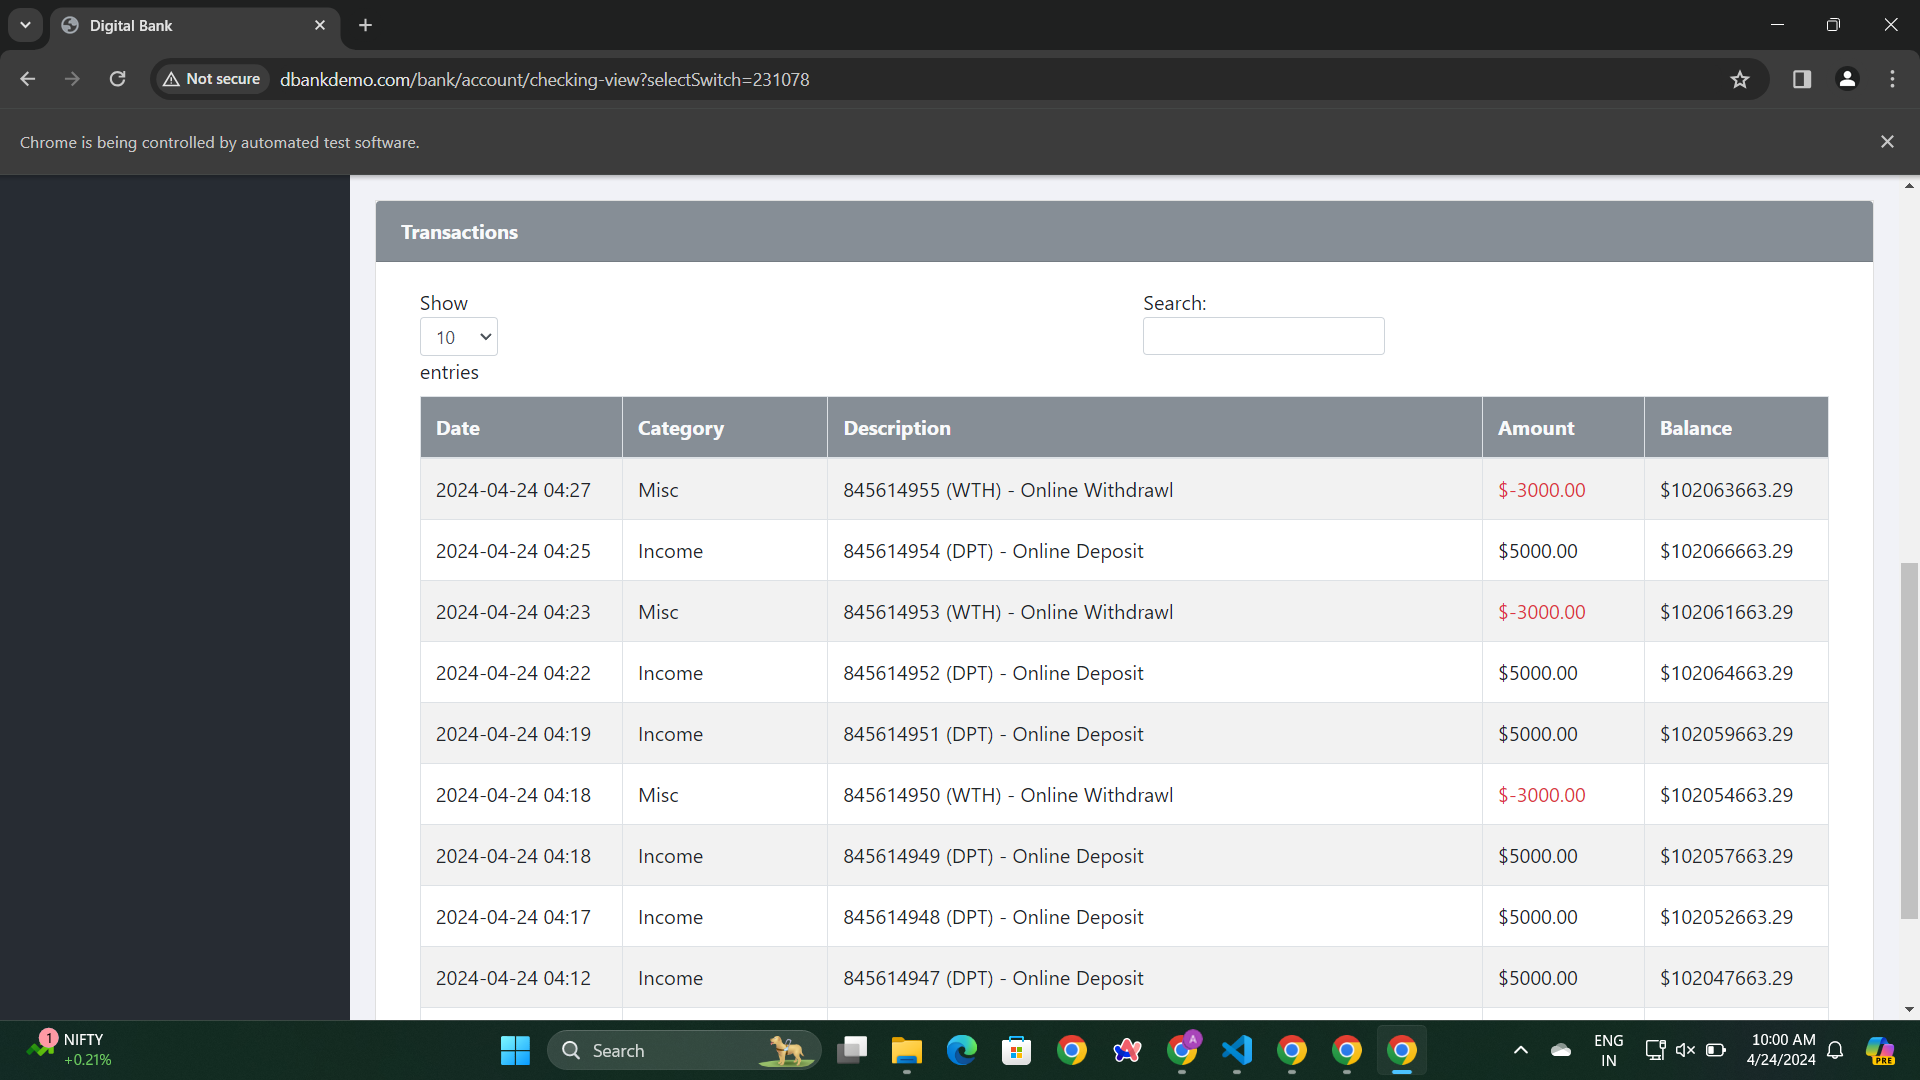 Digital Bank
Not secure dbankdemo.com/bank/account/checking-view?selectSwitch=231078
Chrome is being controlled by automated test software.
Transactions
Show
10
entries
Search:
Date Category Description Amount Balance
2024-04-24 04:27 Misc 845614955 (WTH) - Online Withdrawl $-3000.00 $102063663.29
2024-04-24 04:25 Income 845614954 (DPT) - Online Deposit $5000.00 $102066663.29
2024-04-24 04:23 Misc 845614953 (WTH) - Online Withdrawl $-3000.00 $102061663.29
2024-04-24 04:22 Income 845614952 (DPT) - Online Deposit $5000.00 $102064663.29
2024-04-24 04:19 Income 845614951 (DPT) - Online Deposit $5000.00 $102059663.29
2024-04-24 04:18 Misc 845614950 (WTH) - Online Withdrawl $-3000.00 $102054663.29
2024-04-24 04:18 Income 845614949 (DPT) - Online Deposit $5000.00 $102057663.29
2024-04-24 04:17 Income 845614948 (DPT) - Online Deposit $5000.00 $102052663.29
2024-04-24 04:12 Income 845614947 (DPT) - Online Deposit $5000.00 $102047663.29
1 NIFTY
+0.21%
Search
A
ENG
IN
10:00 AM
4/24/2024
PRE